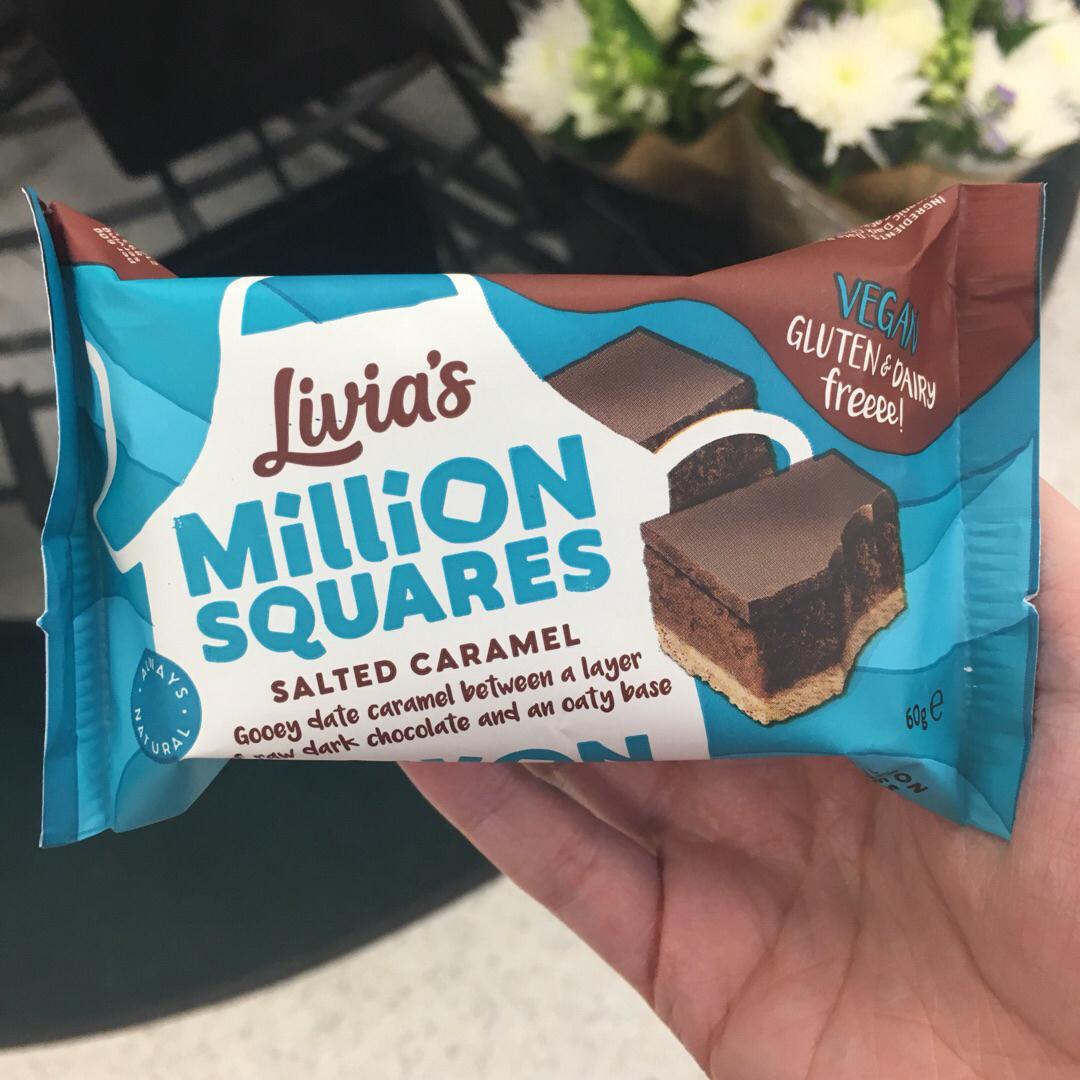 INGREDIENTS
VEGAN
GLUTEN & DAIRY
freeee!
Livia's
MilliON
SQUARES
SALTED CARAMEL
Gooey date caramel between a layer
raw dark chocolate and an oaty base
ALWAYS
NATURAL
60g e